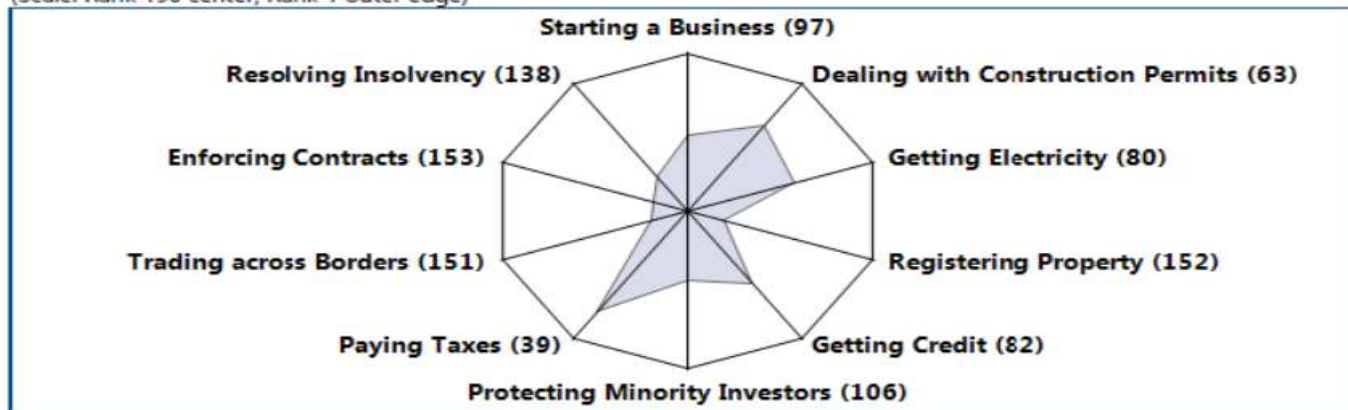 Starting a Business (97)
Resolving Insolvency (138)
Dealing with Construction Permits (63)
Enforcing Contracts (153)
Getting Electricity (80)
Trading across Borders (151)
Registering Property (152)
Paying Taxes (39)
Getting Credit (82)
Protecting Minority Investors (106)